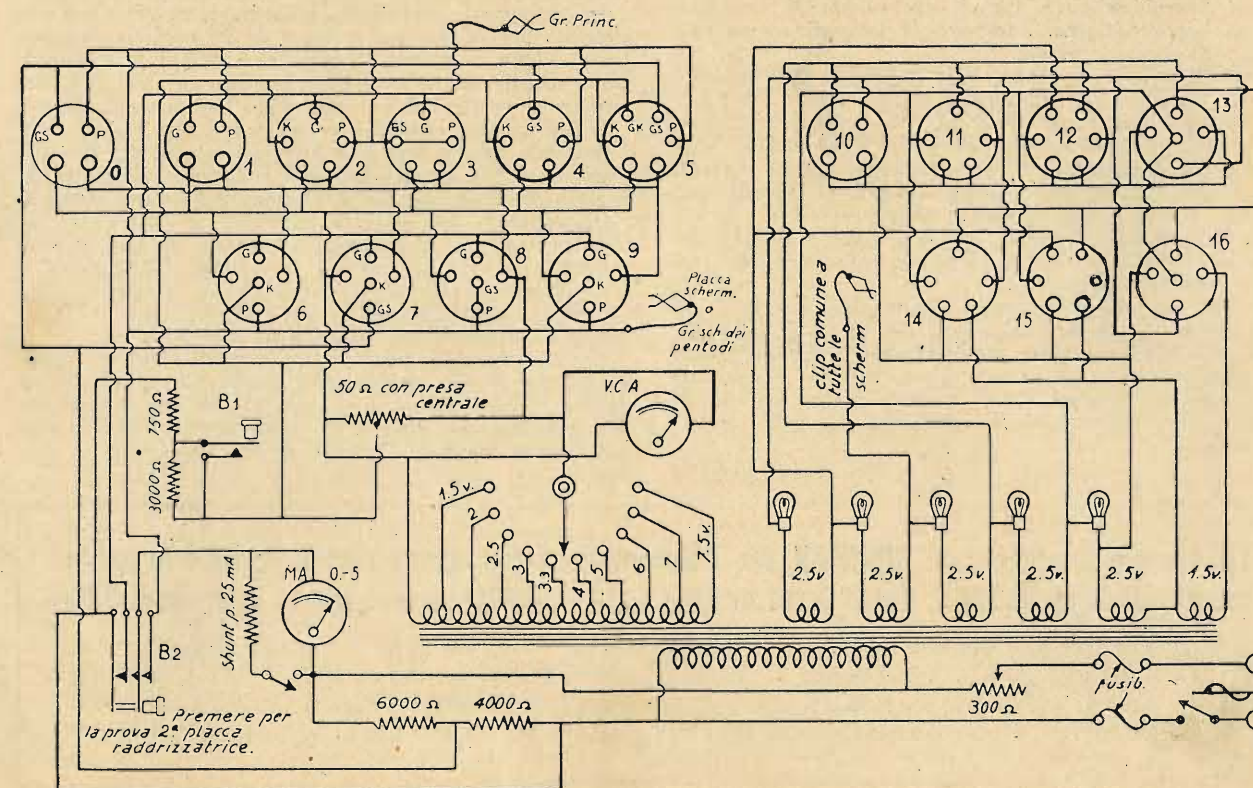 Gr. Princ.
GS P 0
G P 1
K G P 2
GS G P 3
K GS P 4
K GK GS P 5
10
11
12
13
G K P 6
G K GS 7
G GS P 8
G K P 9
14
15
16
Placca
scherm.
Gr. sch dei
pentodi
clip comune a
tutte le
scherm
50 Ω con presa
centrale
V.C A
750 Ω
3000 Ω
B1
1.5 v.
2
2.5
3
3.3
4
5
6
7
7.5 v.
2.5 v
2.5 v.
2.5 v.
2.5 v.
2.5 v
1.5 v.
MA 0.-5
Shunt p. 25 mA
B2
Premere per
la prova 2ª placca
raddrizzatrice.
6000 Ω
4000 Ω
300 Ω
fusib.